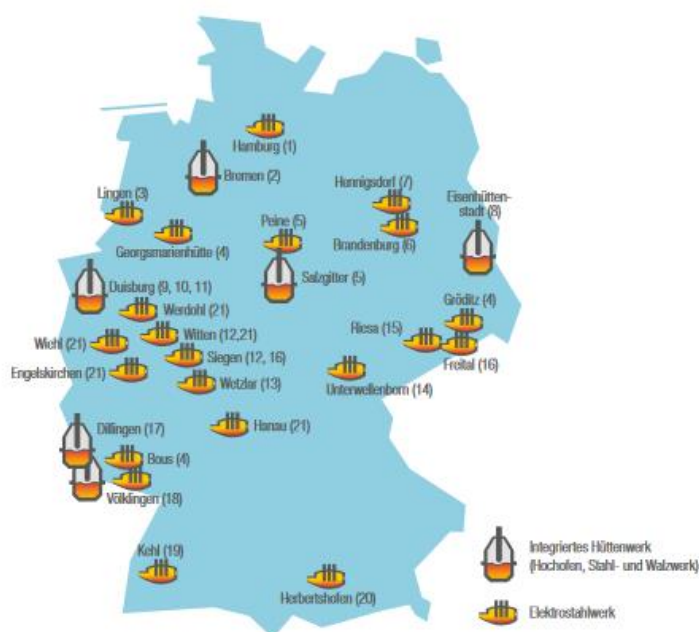 Hamburg (1)
Bremen (2)
Hennigsdorf (7)
Lingen (3)
Eisenhütten-
stadt (8)
Peine (5)
Georgsmarienhütte (4)
Brandenburg (6)
Salzgitter (5)
Duisburg (9, 10, 11)
Gröditz (4)
Werdohl (21)
Riesa (15)
Witten (12,21)
Wiehl (21)
Siegen (12, 16)
Freital (16)
Engelskirchen (21)
Wetzlar (13)
Unterwellenborn (14)
Dillingen (17)
Hanau (21)
Bous (4)
Völklingen (18)
Kehl (19)
Herbertshofen (20)
Integriertes Hüttenwerk
(Hochofen, Stahl- und Walzwerk)
Elektrostahlwerk